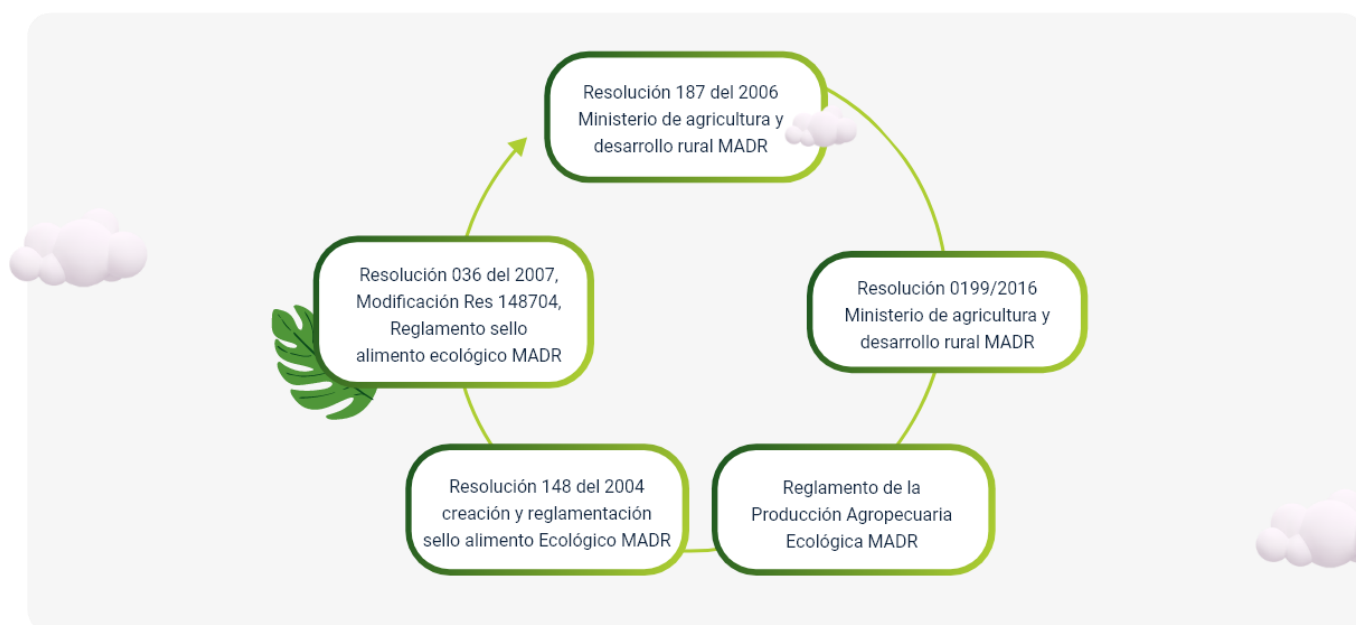 Resolución 187 del 2006
Ministerio de agricultura y
desarrollo rural MADR
Resolución 0199/2016
Ministerio de agricultura y
desarrollo rural MADR
Reglamento de la
Producción Agropecuaria
Ecológica MADR
Resolución 148 del 2004
creación y reglamentación
sello alimento Ecológico MADR
Resolución 036 del 2007,
Modificación Res 148704,
Reglamento sello
alimento ecológico MADR